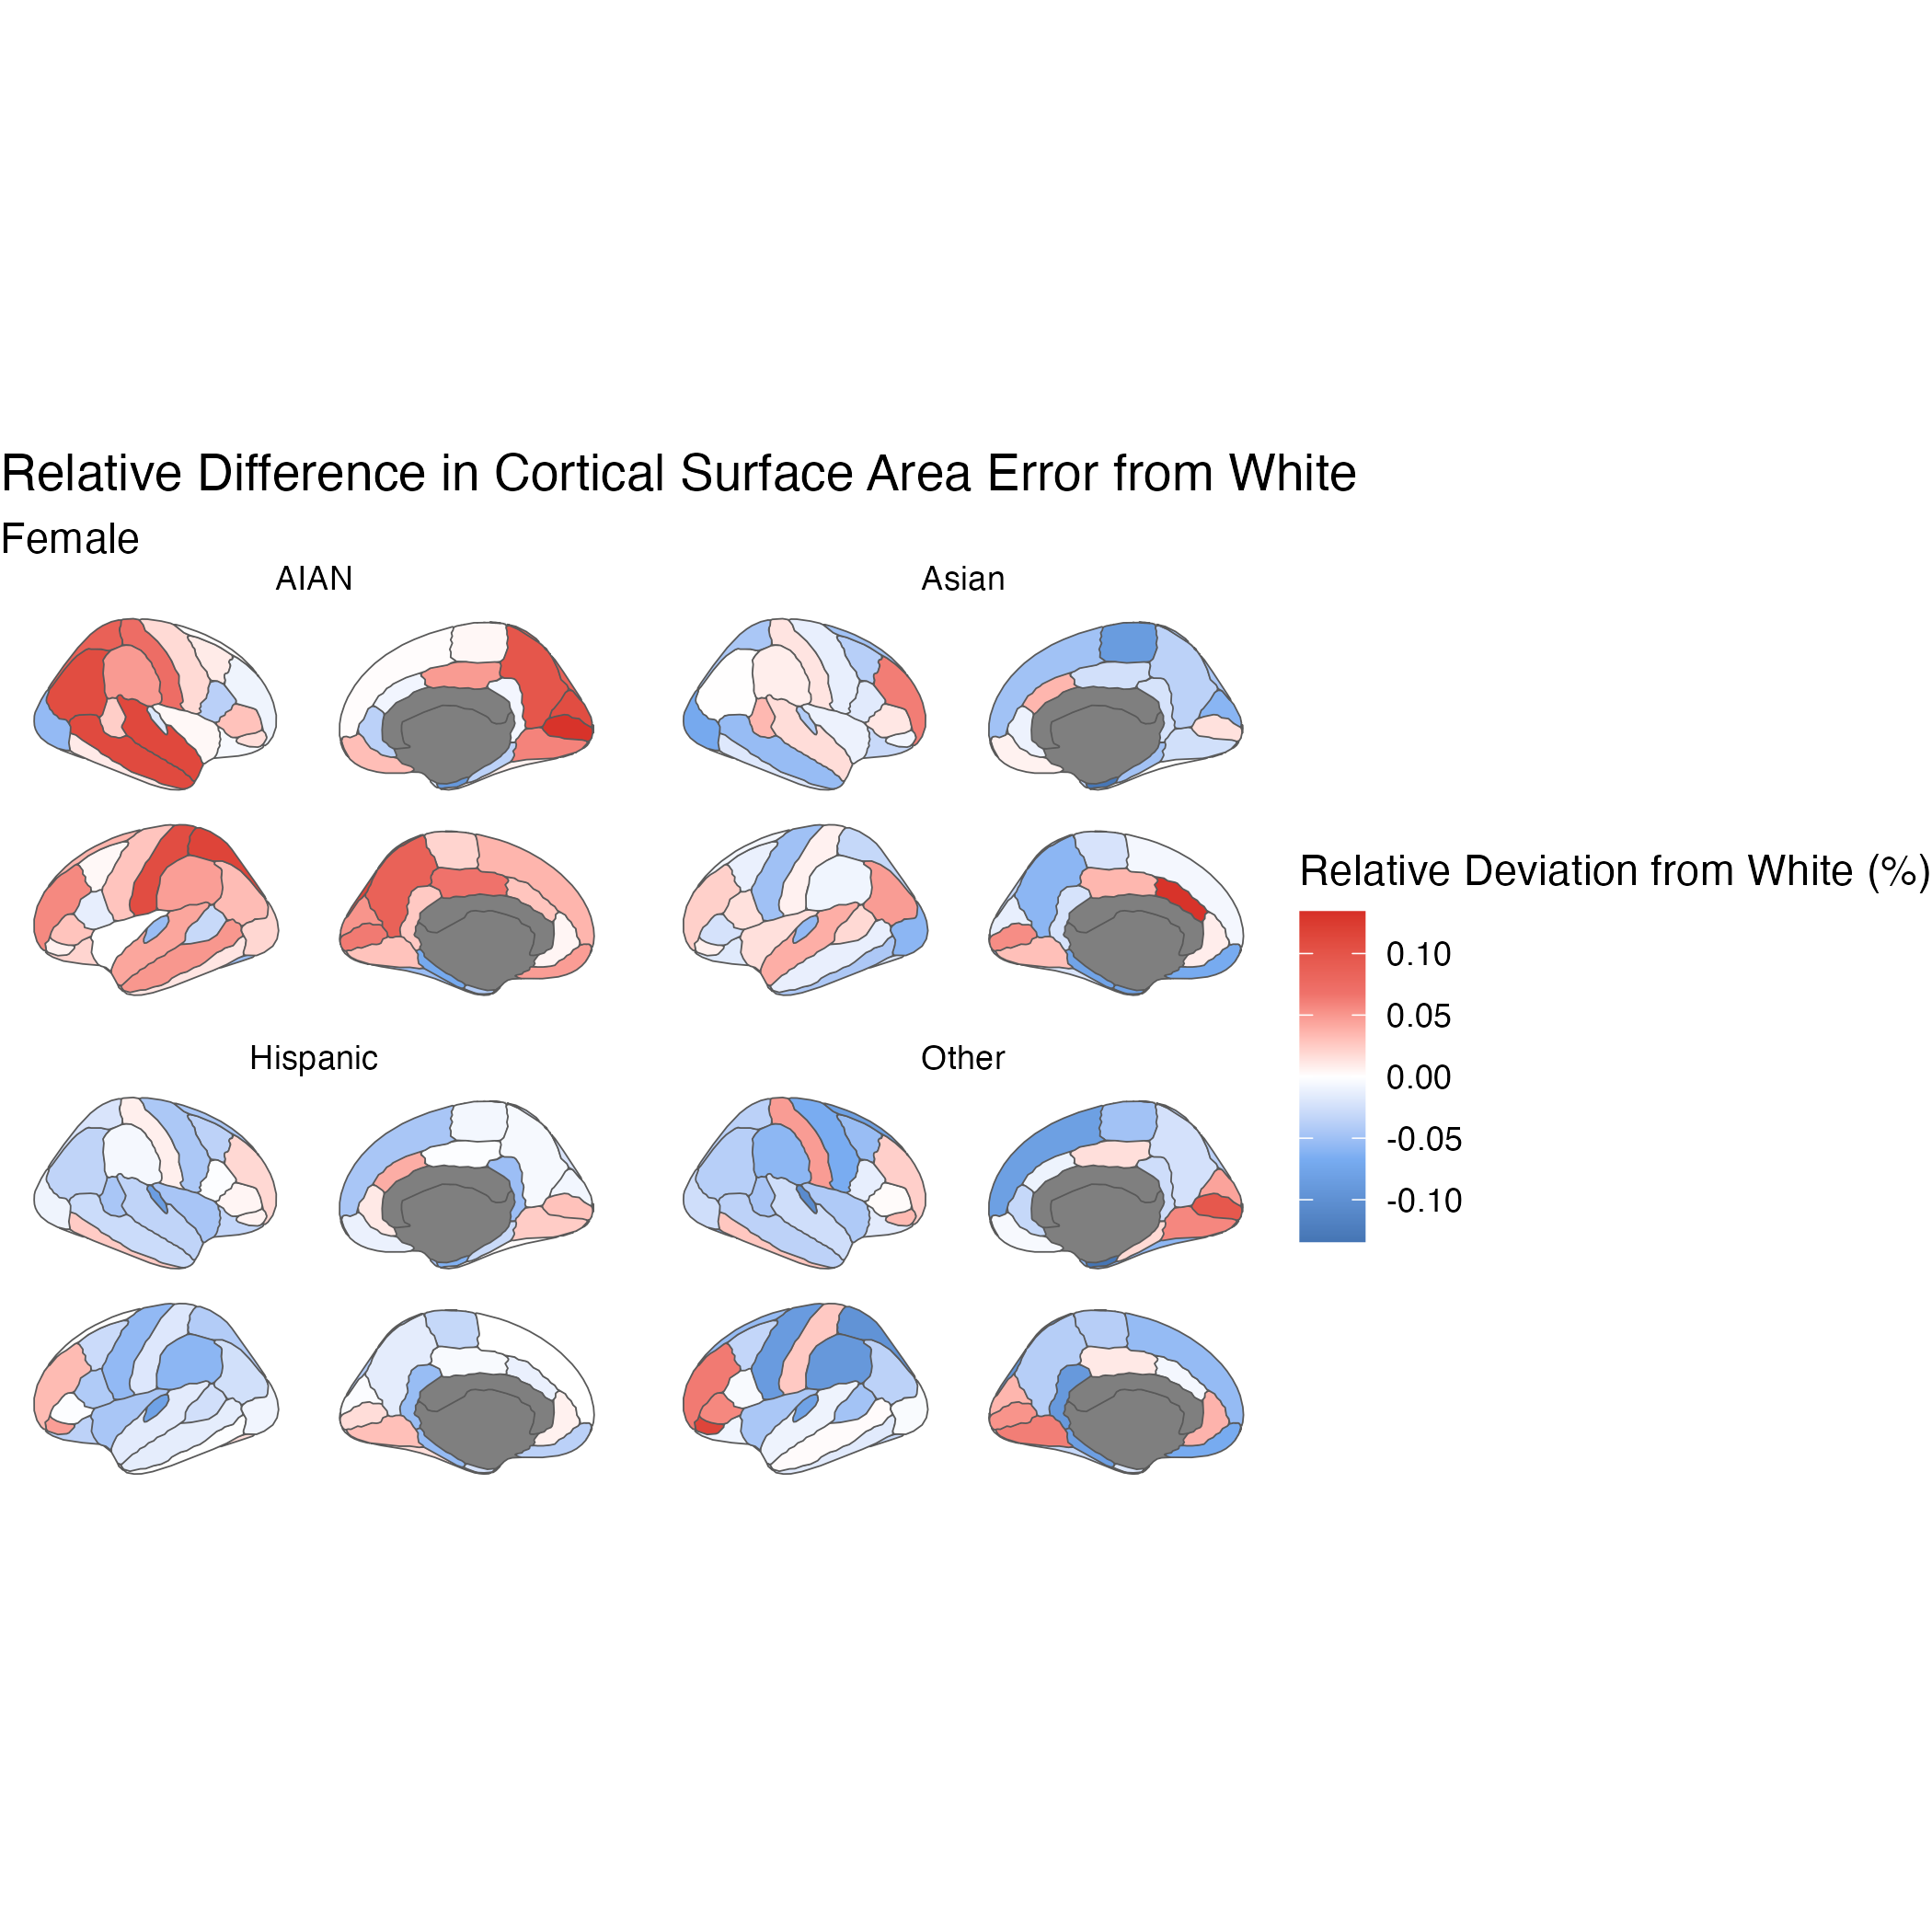 Relative Difference in Cortical Surface Area Error from White
Female
AIAN
Asian
Hispanic
Other
Relative Deviation from White (%)
0.10
0.05
0.00
-0.05
-0.10